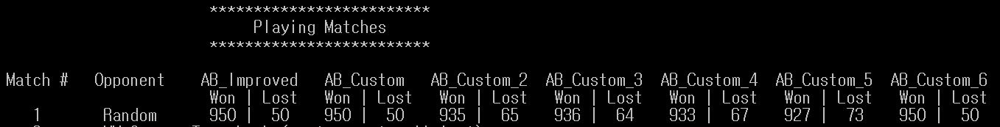 *************************
Playing Matches
*************************
Match # Opponent AB_Improved AB_Custom AB_Custom_2 AB_Custom_3 AB_Custom_4 AB_Custom_5 AB_Custom_6
Won | Lost Won | Lost Won | Lost Won | Lost Won | Lost Won | Lost Won | Lost
1 Random 950 | 50 950 | 50 935 | 65 936 | 64 933 | 67 927 | 73 950 | 50